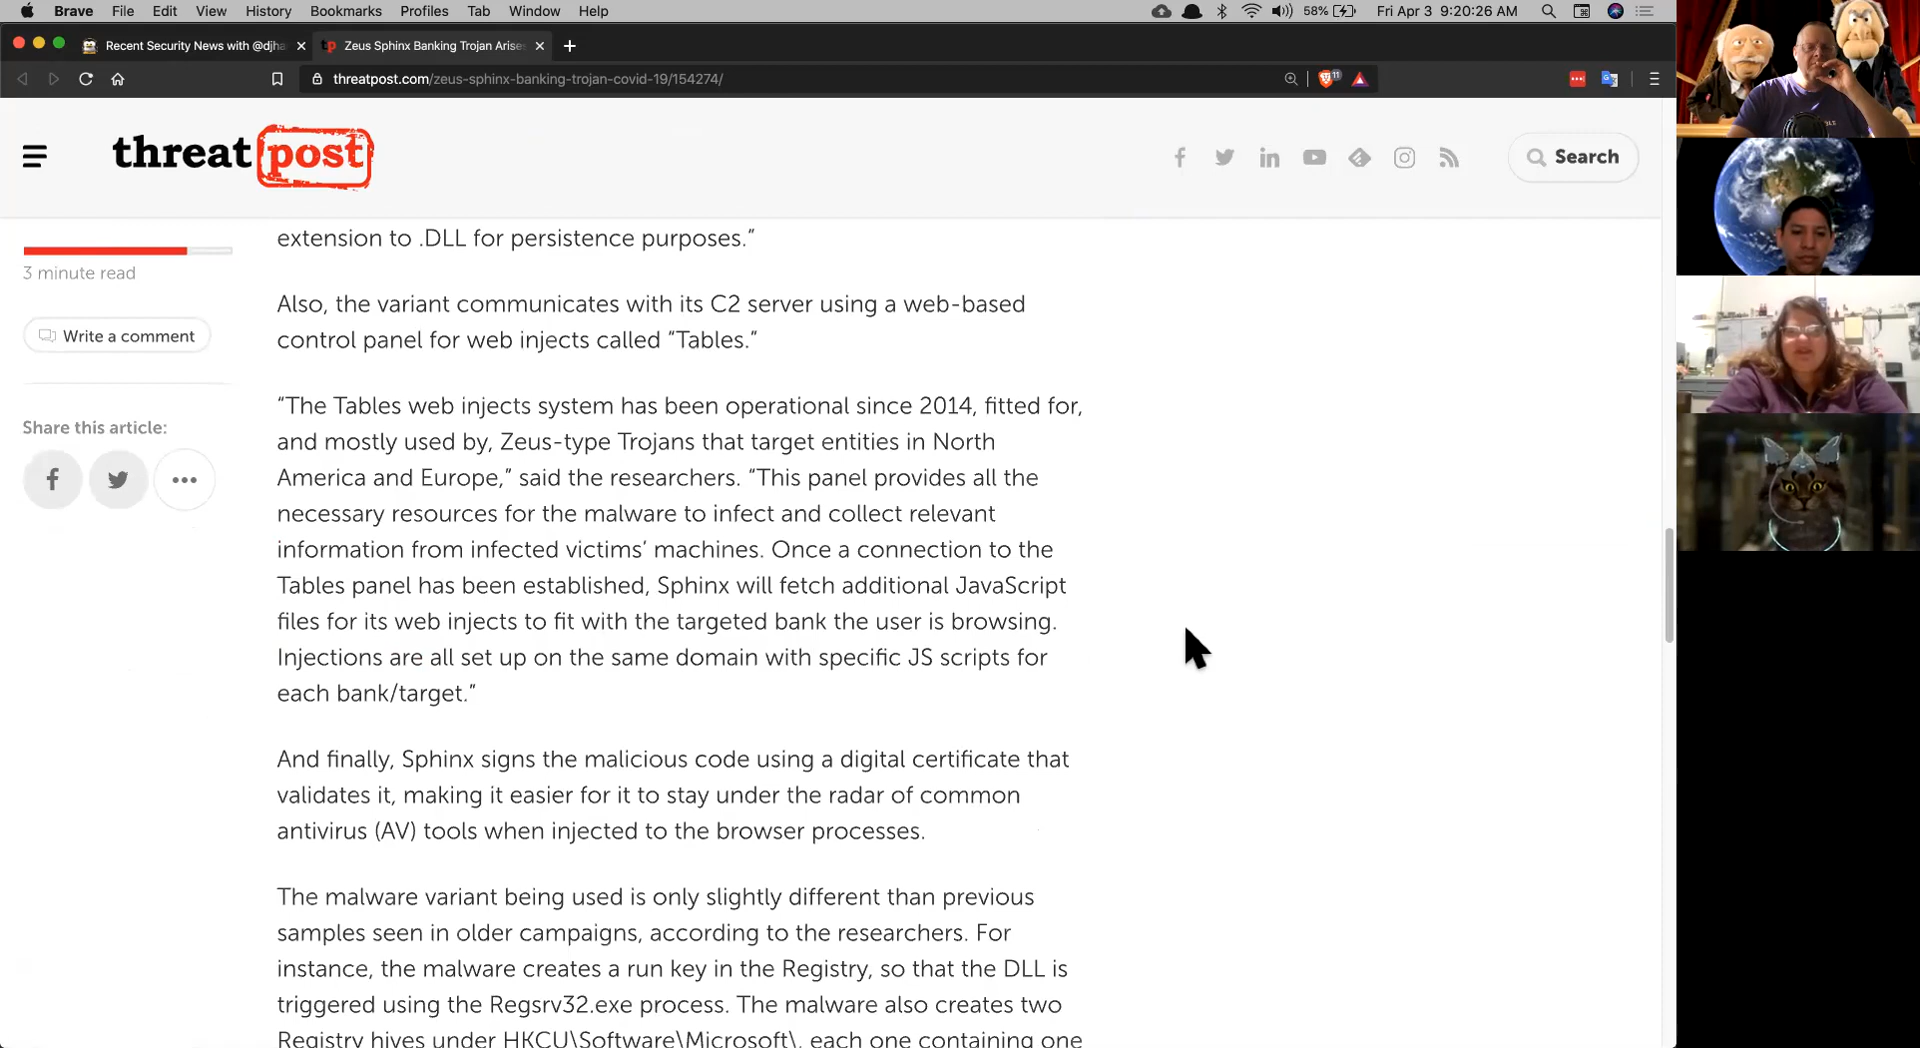 Brave File Edit View History Bookmarks Profiles Tab Window Help 58% Fri Apr 3 9:20:26 AM
Recent Security News with @djha
tp Zeus Sphinx Banking Trojan Arise
threatpost.com/zeus-sphinx-banking-trojan-covid-19/154274/
11
threat post
Search
3 minute read
Write a comment
Share this article:
extension to .DLL for persistence purposes.”
Also, the variant communicates with its C2 server using a web-based
control panel for web injects called “Tables.”
“The Tables web injects system has been operational since 2014, fitted for,
and mostly used by, Zeus-type Trojans that target entities in North
America and Europe,” said the researchers. “This panel provides all the
necessary resources for the malware to infect and collect relevant
information from infected victims’ machines. Once a connection to the
Tables panel has been established, Sphinx will fetch additional JavaScript
files for its web injects to fit with the targeted bank the user is browsing.
Injections are all set up on the same domain with specific JS scripts for
each bank/target.”
And finally, Sphinx signs the malicious code using a digital certificate that
validates it, making it easier for it to stay under the radar of common
antivirus (AV) tools when injected to the browser processes.
The malware variant being used is only slightly different than previous
samples seen in older campaigns, according to the researchers. For
instance, the malware creates a run key in the Registry, so that the DLL is
triggered using the Regsrv32.exe process. The malware also creates two
Registry hives under HKCU\Software\Microsoft\, each one containing one